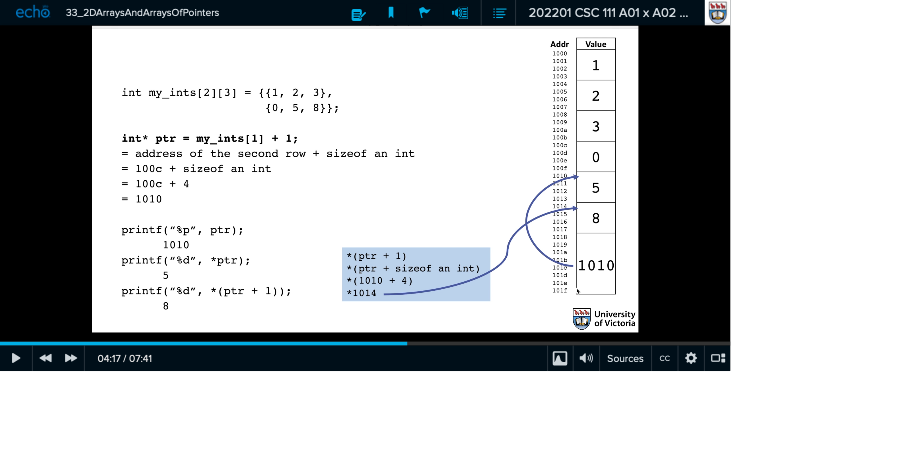 echo 33_2DArraysAndArraysOfPointers 202201 CSC 111 A01 x A02 ...
int my_ints[2][3] = {{1, 2, 3},
{0, 5, 8}};
int* ptr = my_ints[1] + 1;
= address of the second row + sizeof an int
= 100c + sizeof an int
= 100c + 4
= 1010
printf("%p", ptr);
1010
printf("%d", *ptr);
5
printf("%d", *(ptr + 1));
8
*(ptr + 1)
*(ptr + sizeof an int)
*(1010 + 4)
*1014
Addr Value
1000
1001
1002
1003
1004
1005
1006
1007
1008
1009
100a
100b
100c
100d
100e
100f
1010
1011
1012
1013
1014
1015
1016
1017
1018
1019
101a
101b
101c
101d
101e
101f
1
2
3
0
5
8
1010
University
of Victoria
04:17 / 07:41 Sources CC